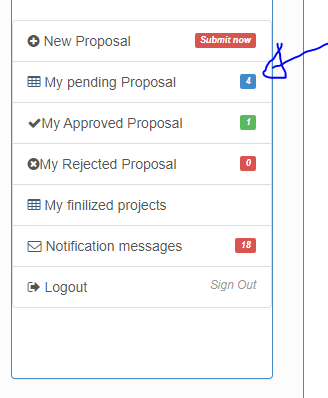 New Proposal Submit now
My pending Proposal 4
My Approved Proposal 1
My Rejected Proposal 0
My finilized projects
Notification messages 18
Logout Sign Out